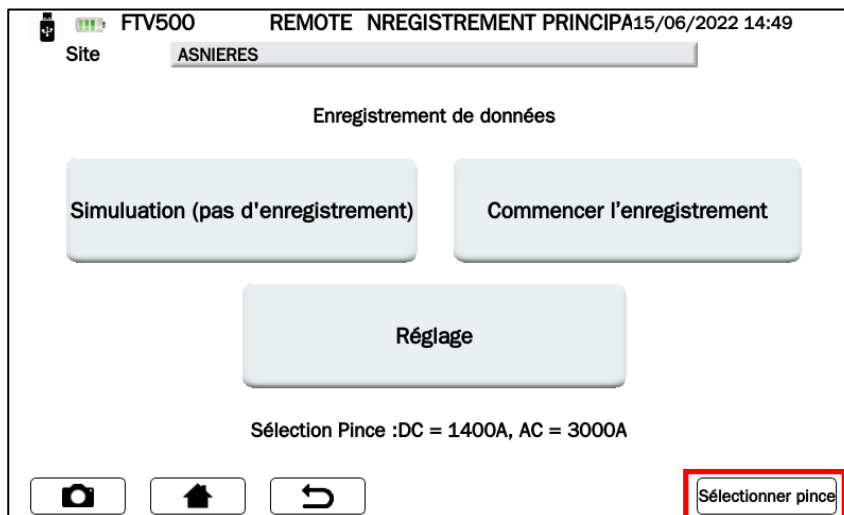 FTV500 REMOTE NREGISTREMENT PRINCIPA15/06/2022 14:49
Site ASNIERES
Enregistrement de données
Simuluation (pas d'enregistrement) Commencer l’enregistrement
Réglage
Sélection Pince :DC = 1400A, AC = 3000A
Sélectionner pince